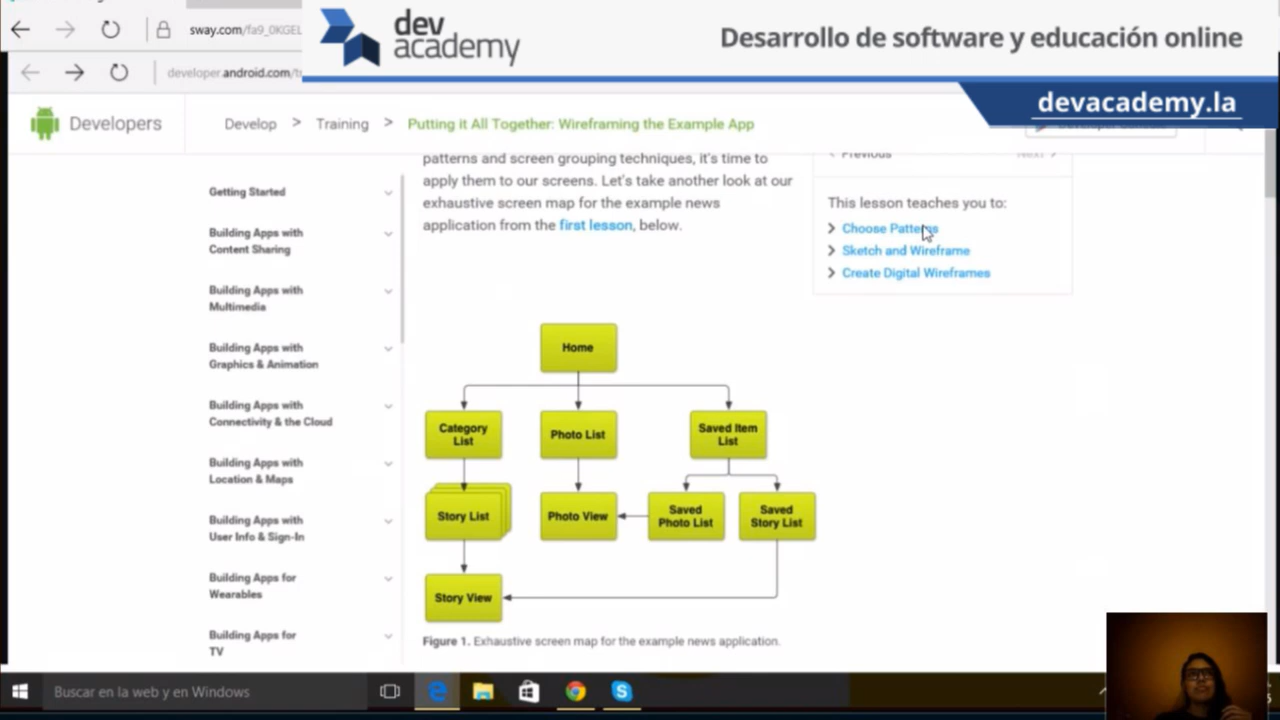 sway.com/fa9_0KGEL
dev
academy
Desarrollo de software y educación online
devacademy.la
developer.android.com/tr
Developers
Develop > Training > Putting it All Together: Wireframing the Example App
patterns and screen grouping techniques, it's time to
apply them to our screens. Let's take another look at our
exhaustive screen map for the example news
application from the first lesson, below.
Previous
Next
This lesson teaches you to:
Choose Patterns
Sketch and Wireframe
Create Digital Wireframes
Getting Started
Building Apps with
Content Sharing
Building Apps with
Multimedia
Building Apps with
Graphics & Animation
Building Apps with
Connectivity & the Cloud
Building Apps with
Location & Maps
Building Apps with
User Info & Sign-In
Building Apps for
Wearables
Building Apps for
TV
Home
Category
List
Photo List
Saved Item
List
Story List
Photo View
Saved
Photo List
Saved
Story List
Story View
Figure 1. Exhaustive screen map for the example news application.
Buscar en la web y en Windows